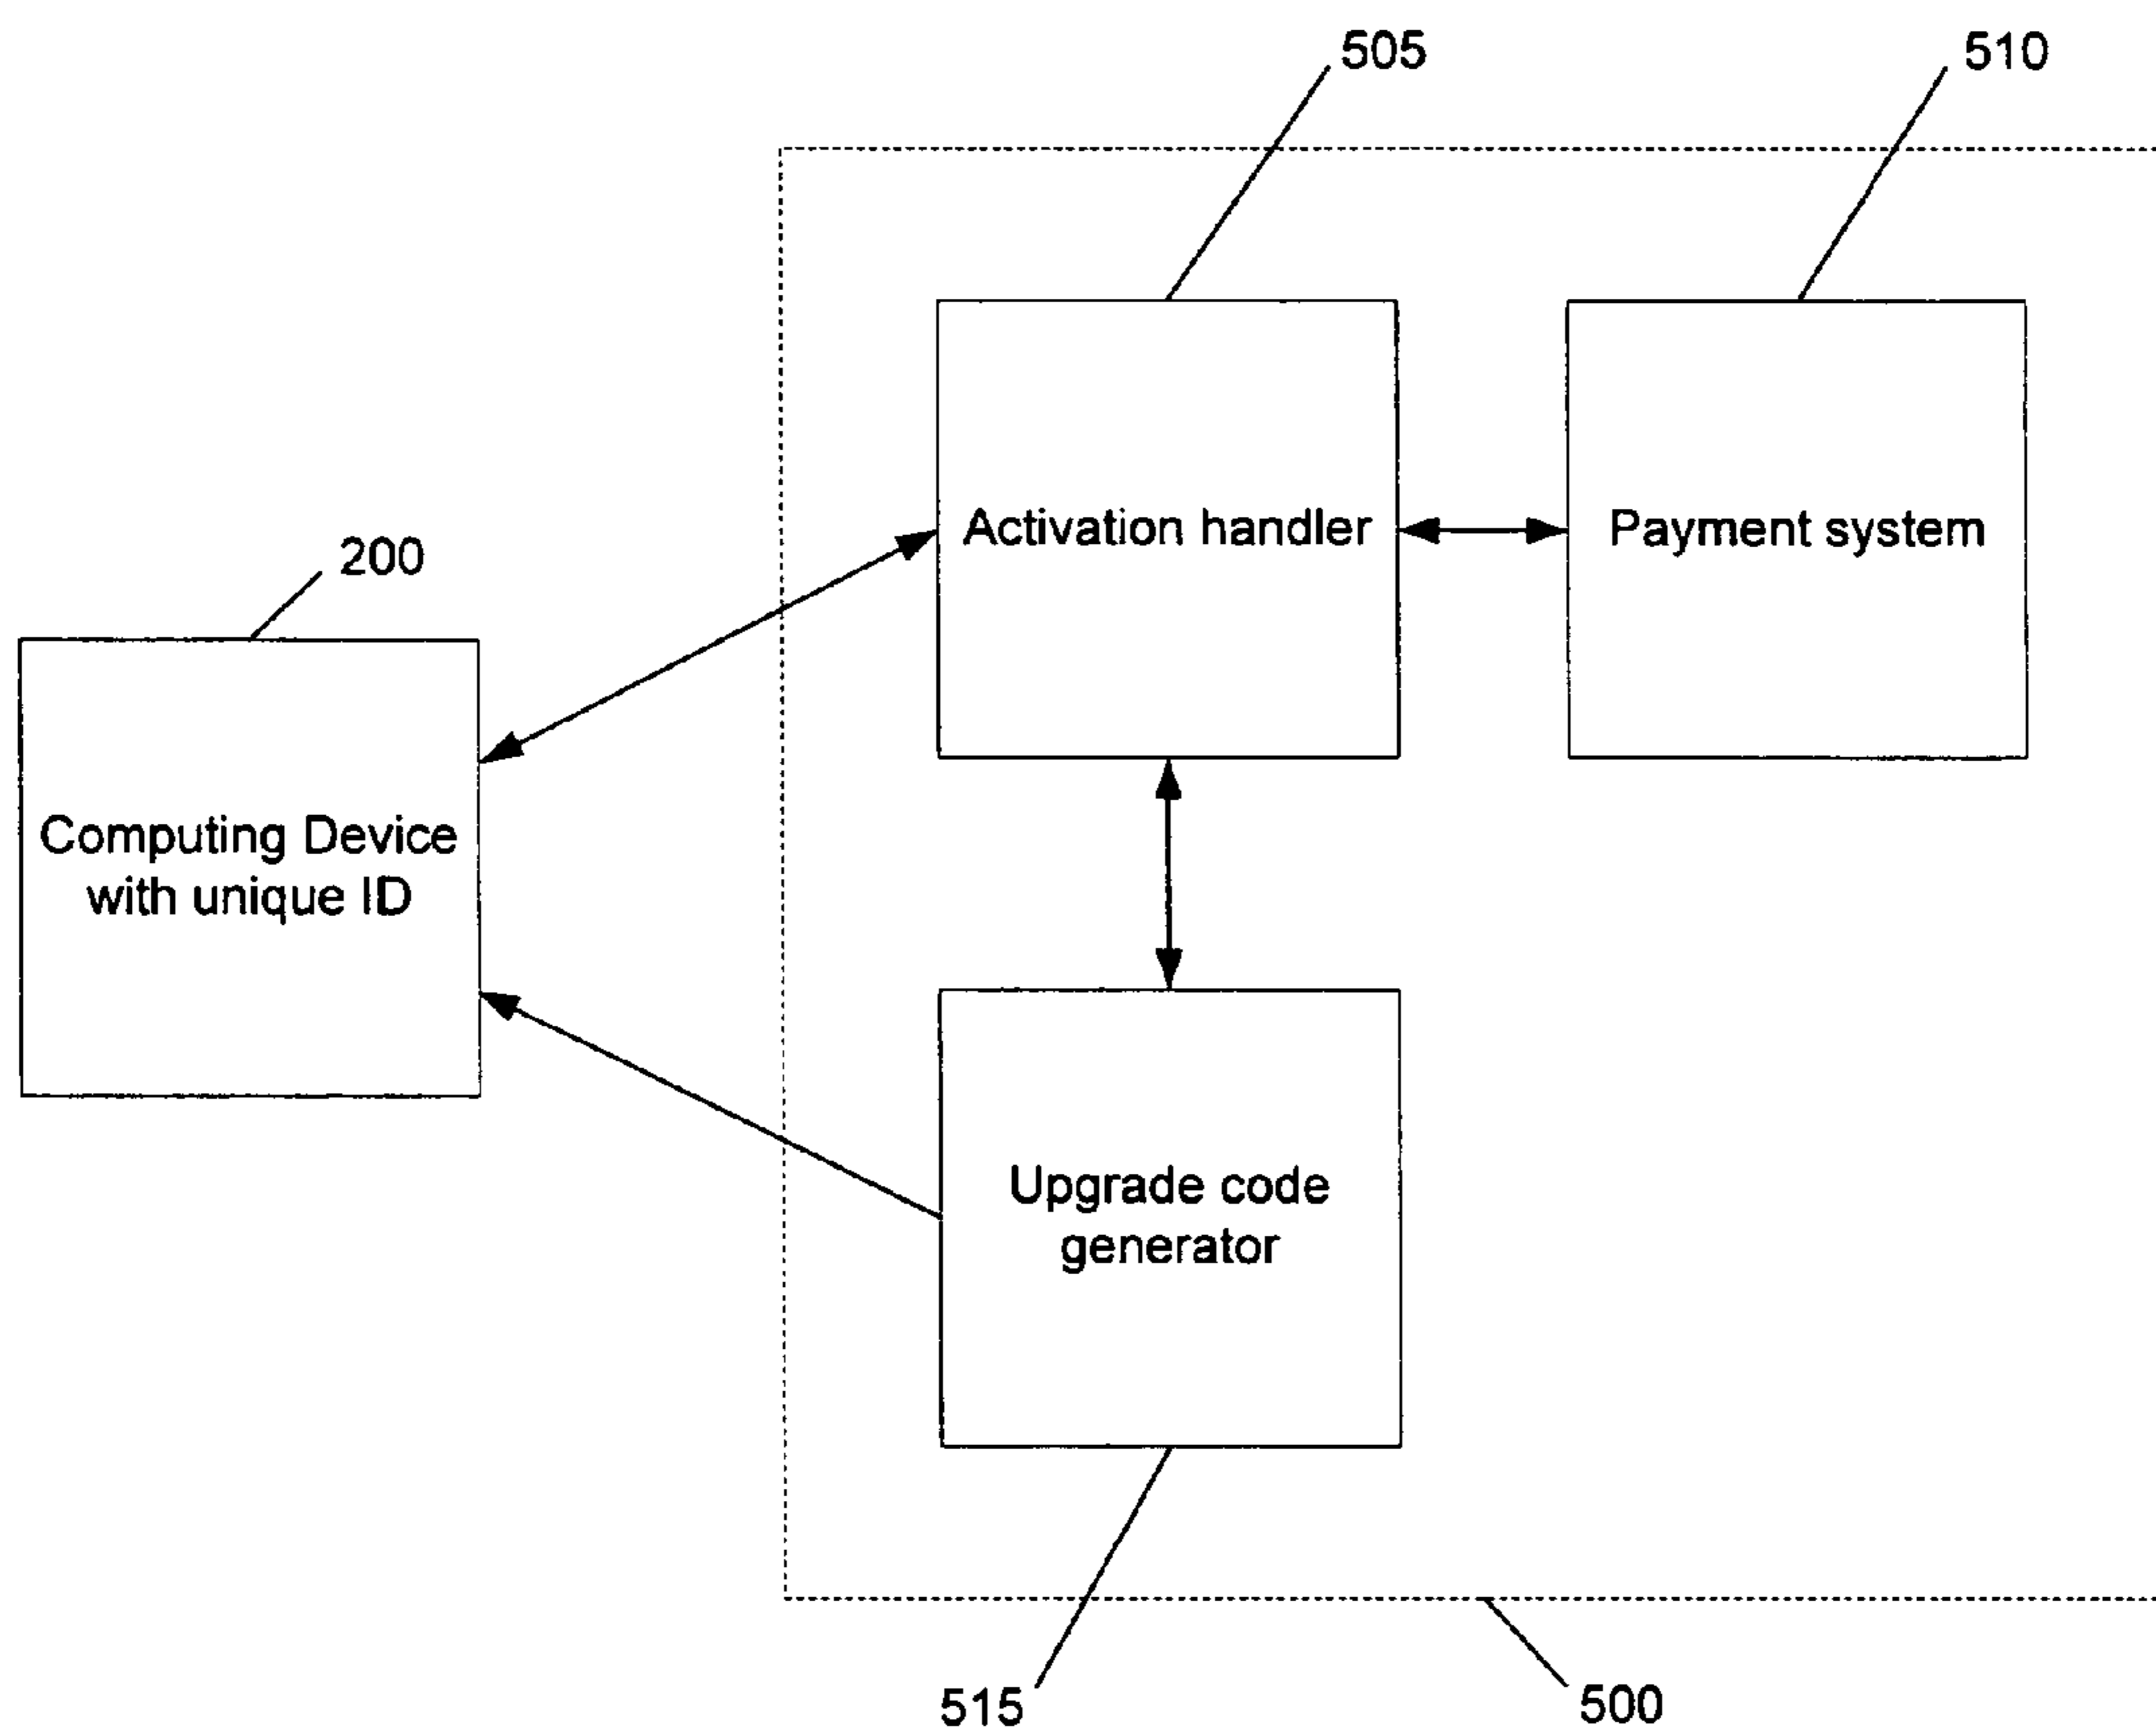 505
510
Activation handler
Payment system
200
Computing Device
with unique ID
Upgrade code
generator
515
500